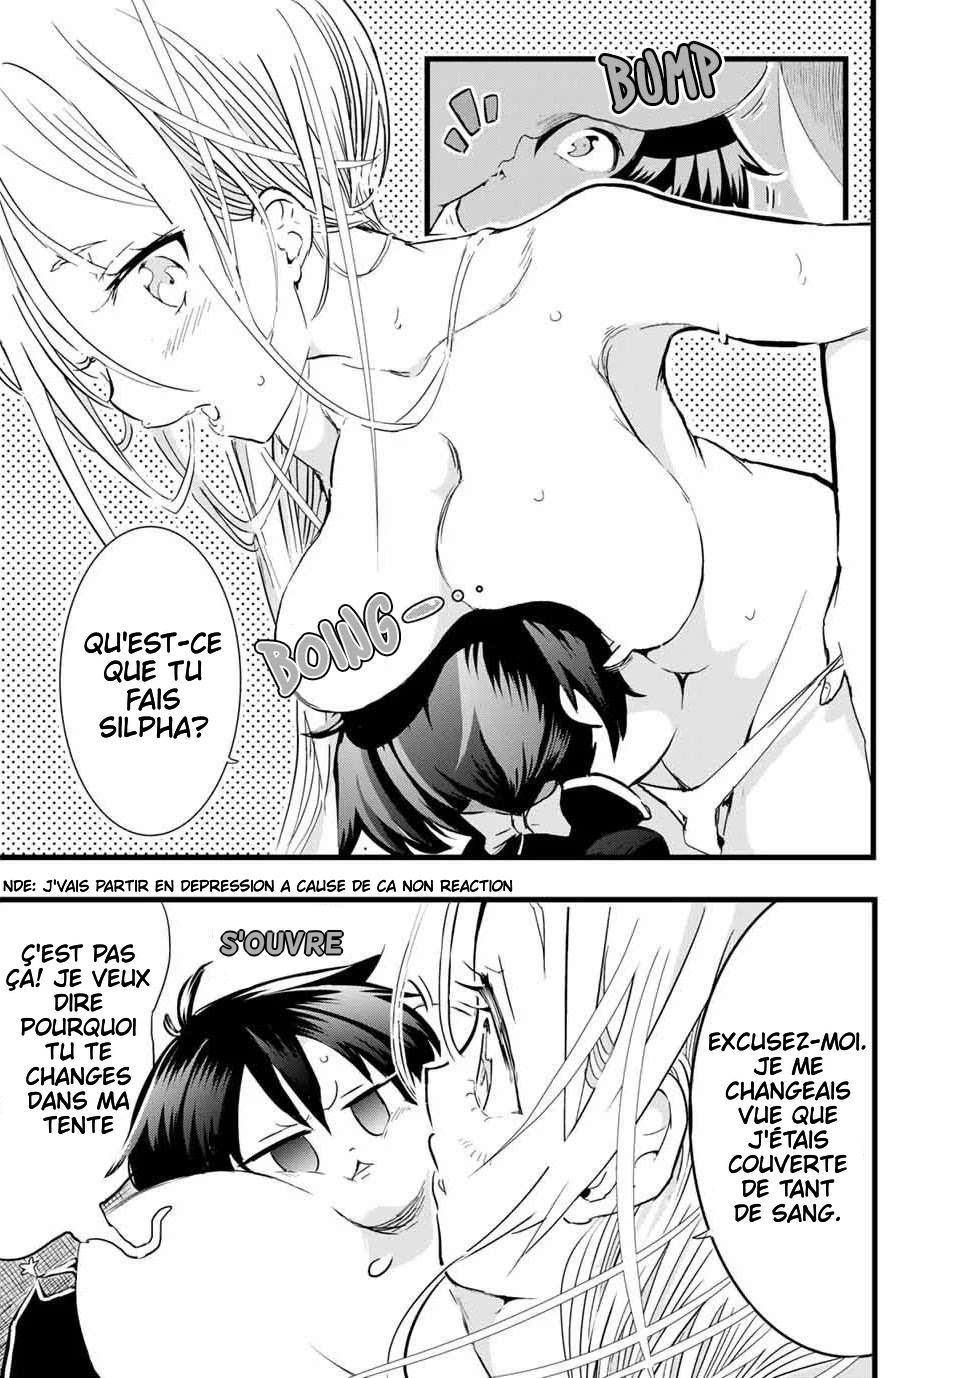 BUMP
BOING
QU'EST-CE
QUE TU
FAIS
SILPHA?
NDE: J'VAIS PARTIR EN DEPRESSION A CAUSE DE CA NON REACTION
EXCUSEZ-MOI.
JE ME
CHANGEAIS
VUE QUE
J'ÉTAIS
COUVERTE
DE TANT
DE SANG.
S'OUVRE
C'EST PAS
ÇA! JE VEUX
DIRE
POURQUOI
TU TE
CHANGES
DANS MA
TENTE